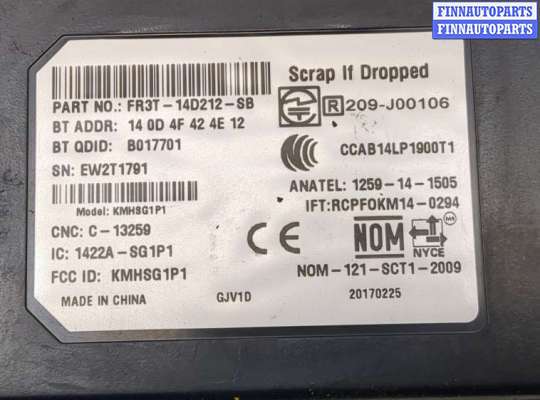 FINNAUTOPARTS
FINNAUTOPARTS
Scrap If Dropped
PART NO.: FR3T-14D212-SB
R 209-J00106
BT ADDR: 14 0D 4F 42 4E 12
BT QDID: B017701
CCAB14LP1900T1
SN: EW2T1791
ANATEL: 1259-14-1505
Model: KMHSG1P1
IFT:RCPFOKM14-0294
CNC: C-13259
CE
NOM
NYCE
IC: 1422A-SG1P1
FCC ID: KMHSG1P1
NOM-121-SCT1-2009
MADE IN CHINA
GJV1D
20170225